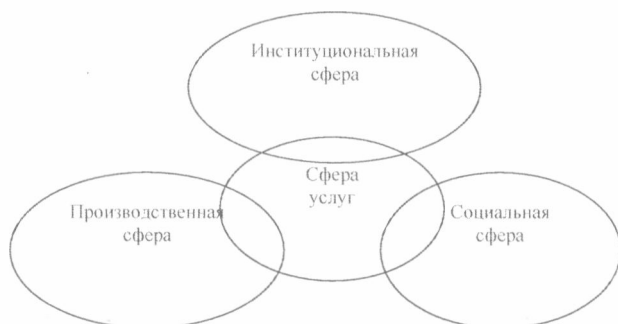 Институциональная
сфера
Сфера
услуг
Производственная
сфера
Социальная
сфера